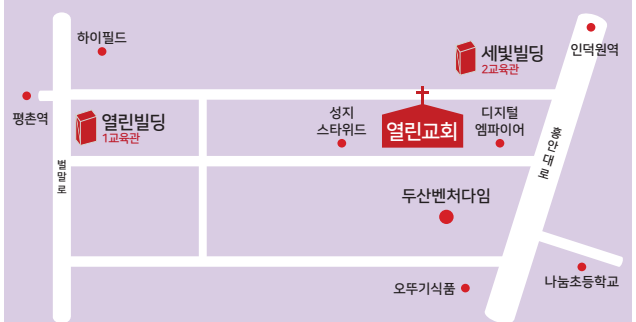 하이필드
세빛빌딩
2교육관
인덕원역
평촌역
열린빌딩
1교육관
성지
스타위드
열린교회
디지털
엠파이어
흥안대로
벌말로
두산벤처다임
오뚜기식품
나눔초등학교